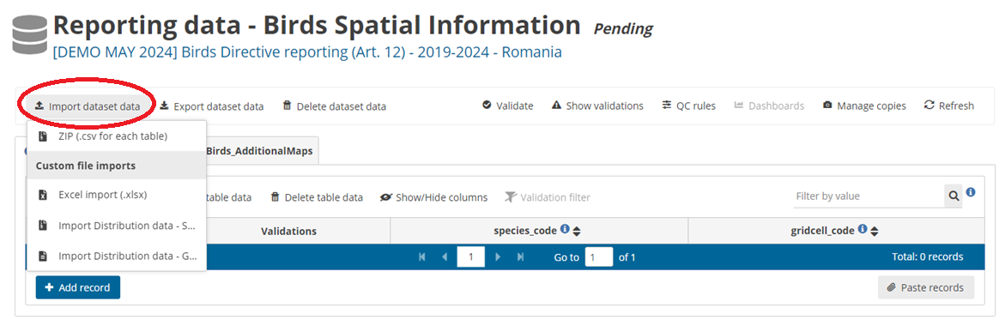 Reporting data - Birds Spatial Information Pending
[DEMO MAY 2024] Birds Directive reporting (Art. 12) - 2019-2024 - Romania
Import dataset data Export dataset data Delete dataset data Validate Show validations QC rules Dashboards Manage copies Refresh
ZIP (.csv for each table)
Birds_AdditionalMaps
Custom file imports
Excel import (.xlsx)
table data Delete table data Show/Hide columns Validation filter Filter by value
Import Distribution data - S...
Validations species_code gridcell_code
Import Distribution data - G...
1 Go to 1 of 1 Total: 0 records
Add record Paste records